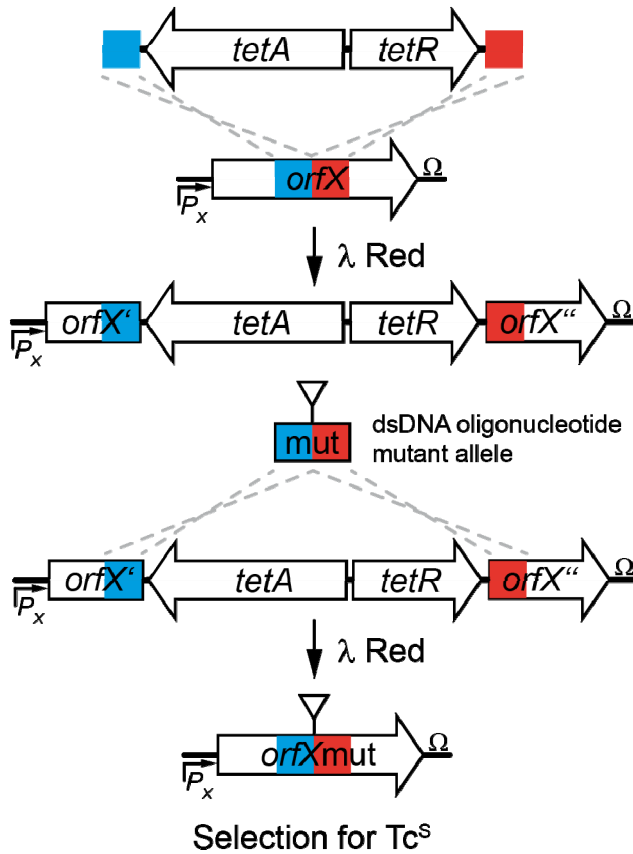 tetA tetR
orfX Ω
Px
λ Red
orfX‘ tetA tetR orfX“ Ω
Px
mut dsDNA oligonucleotide
mutant allele
orfX‘ tetA tetR orfX“ Ω
Px
λ Red
orfXmut Ω
Px
Selection for Tcˢ